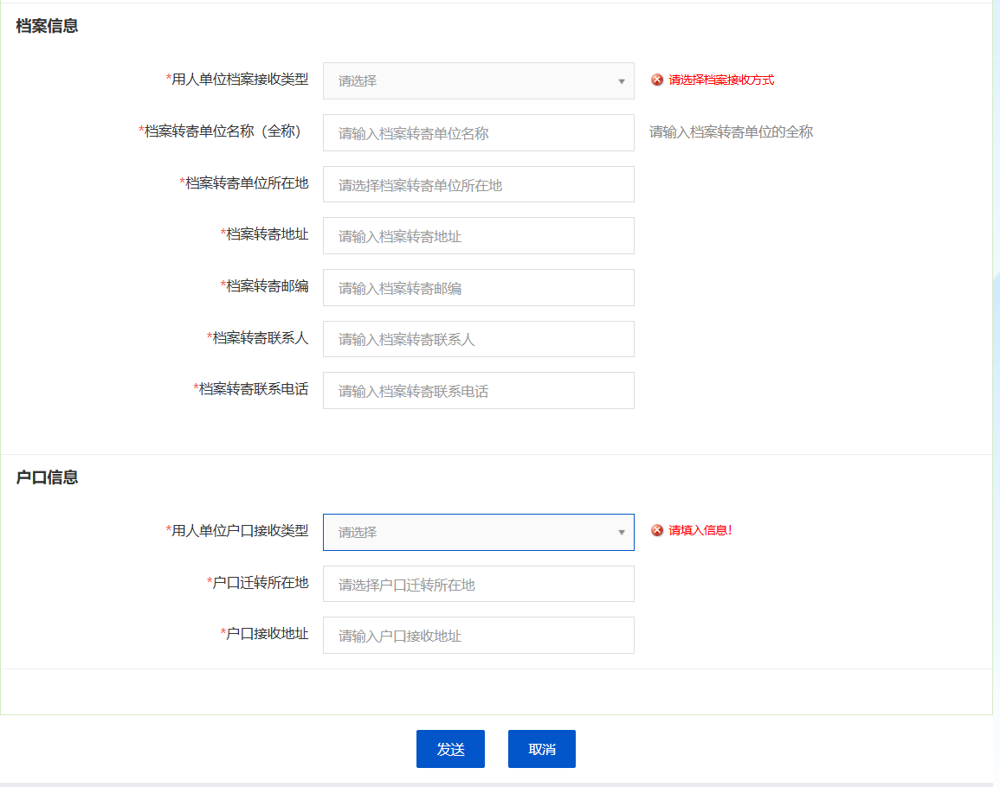 档案信息
*用人单位档案接收类型 请选择 请选择档案接收方式
*档案转寄单位名称（全称） 请输入档案转寄单位名称 请输入档案转寄单位的全称
*档案转寄单位所在地 请选择档案转寄单位所在地
*档案转寄地址 请输入档案转寄地址
*档案转寄邮编 请输入档案转寄邮编
*档案转寄联系人 请输入档案转寄联系人
*档案转寄联系电话 请输入档案转寄联系电话
户口信息
*用人单位户口接收类型 请选择 请填入信息！
*户口迁转所在地 请选择户口迁转所在地
*户口接收地址 请输入户口接收地址
发送 取消